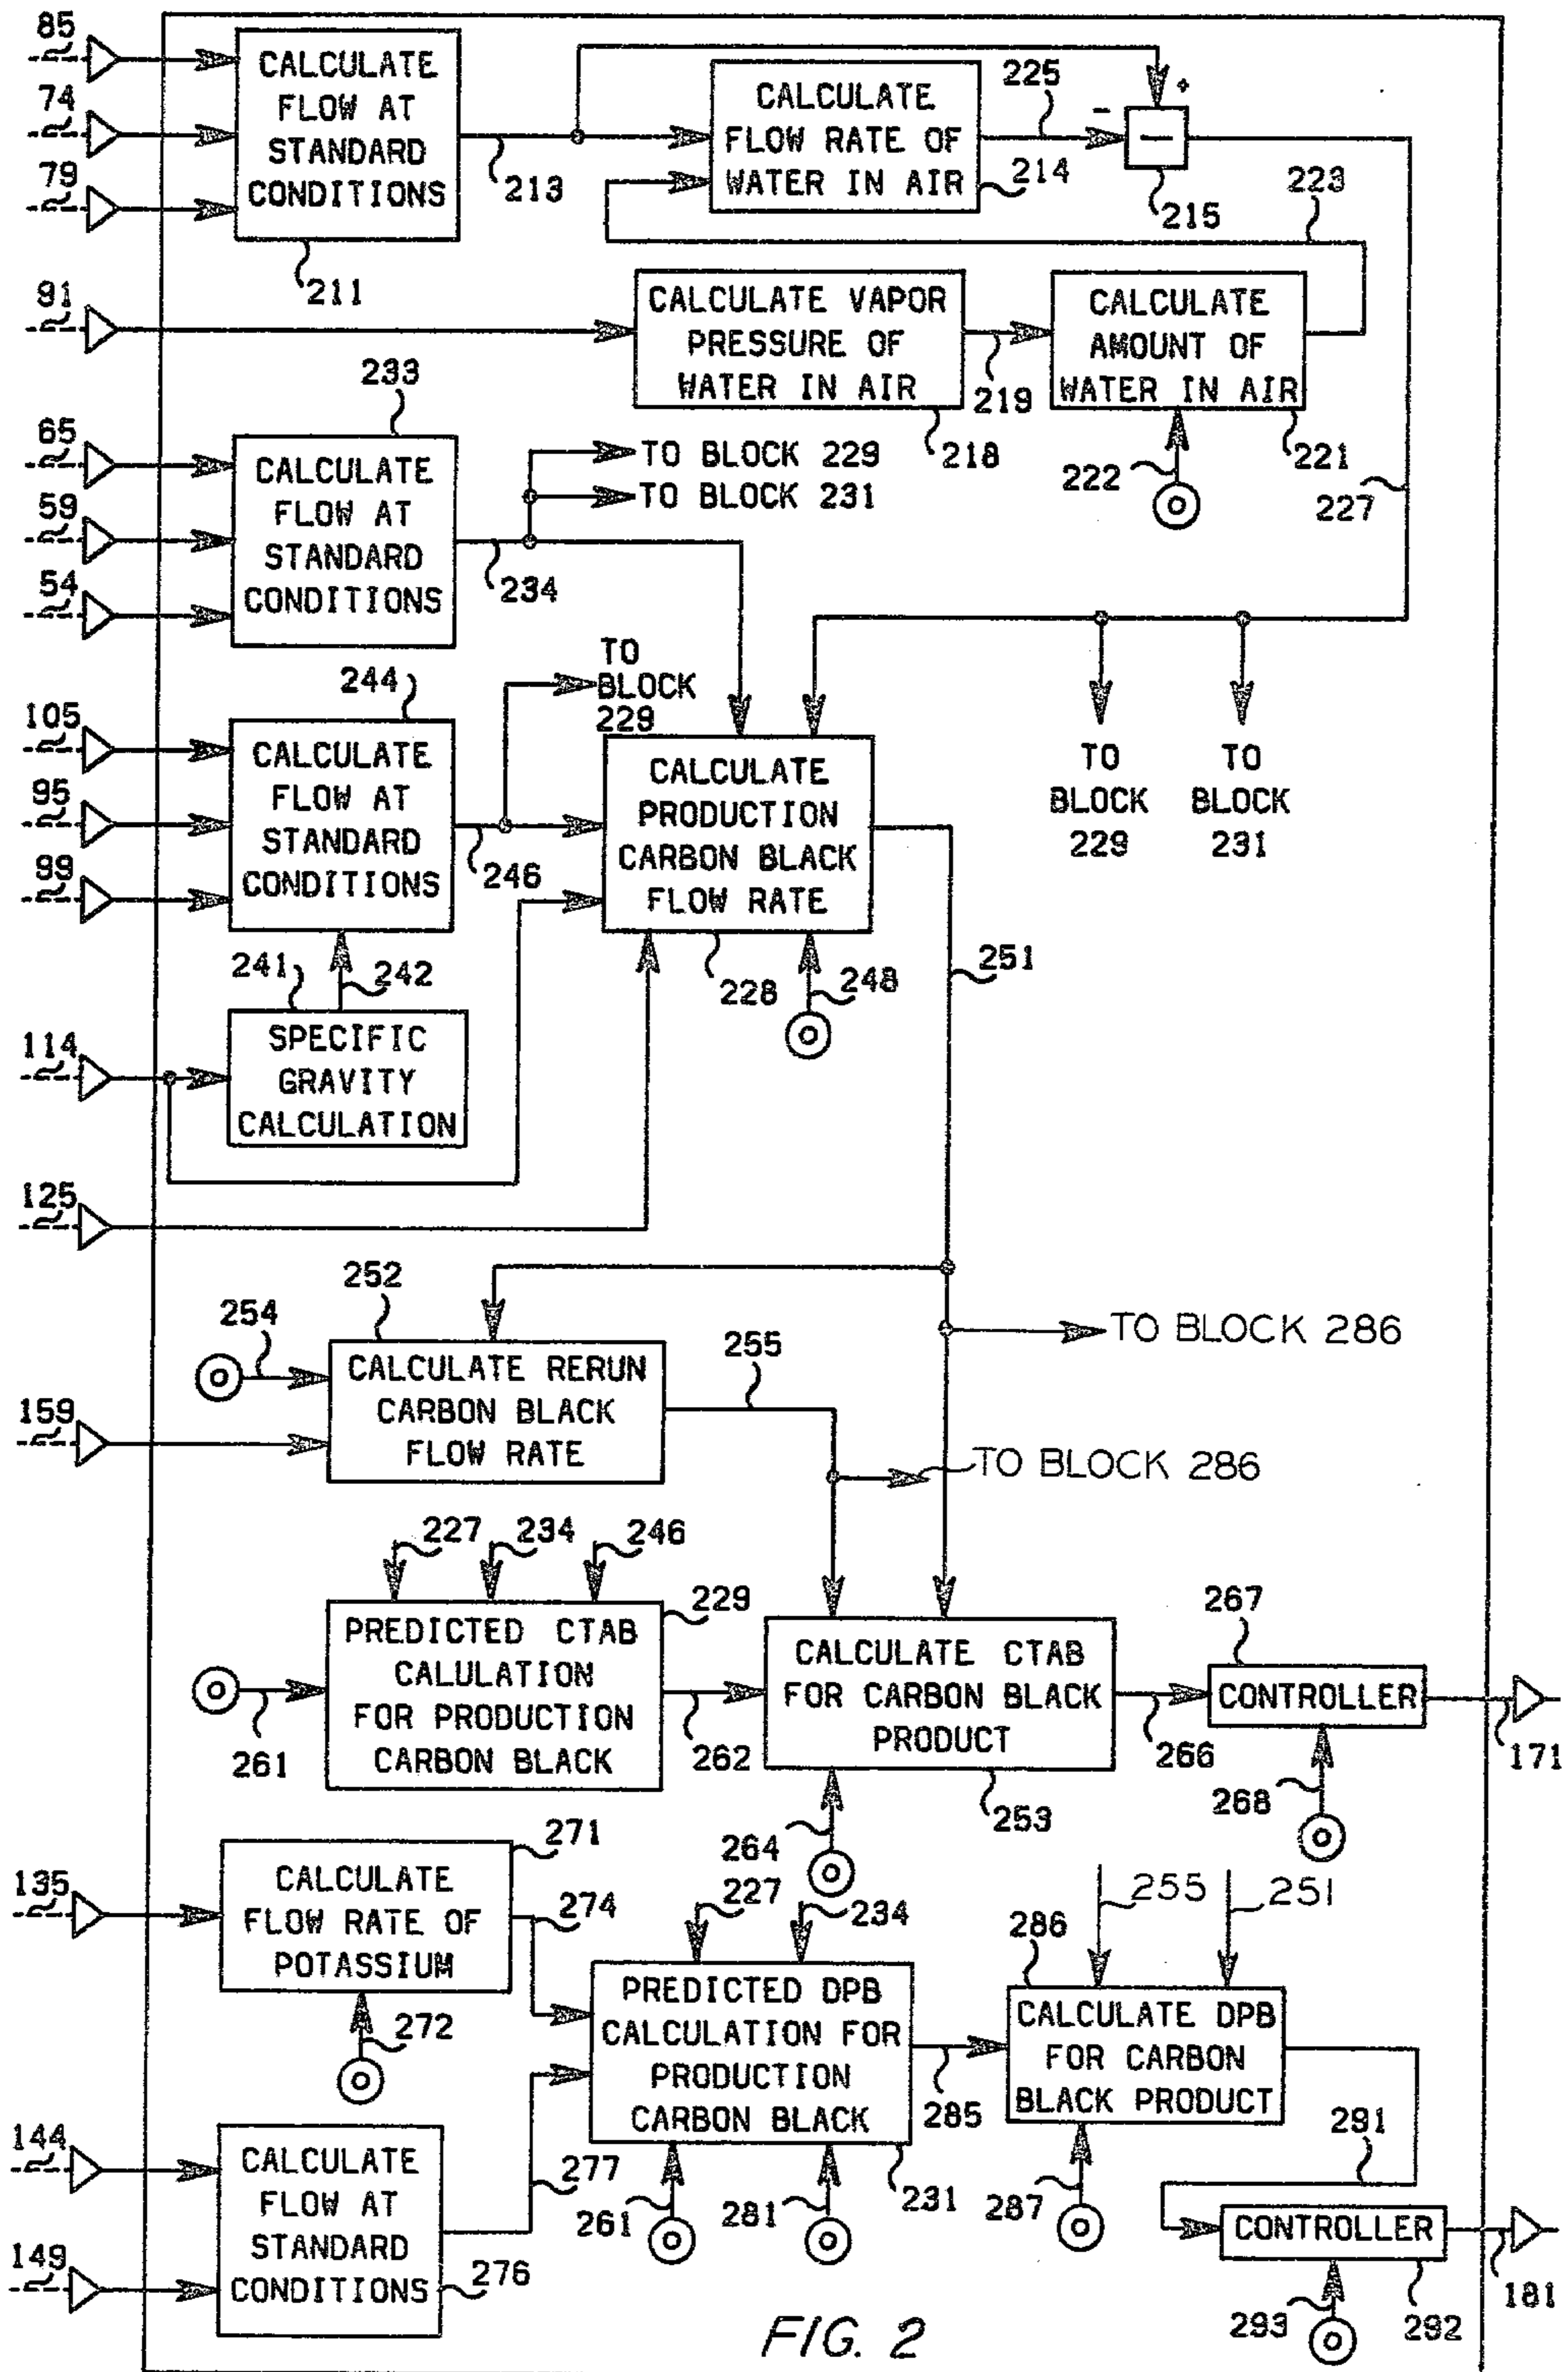 85
74
79
CALCULATE
FLOW AT
STANDARD
CONDITIONS
211
213
CALCULATE
FLOW RATE OF
WATER IN AIR
214
225
-
+
-
215
223
91
CALCULATE VAPOR
PRESSURE OF
WATER IN AIR
218
219
CALCULATE
AMOUNT OF
WATER IN AIR
221
222
227
233
65
59
54
CALCULATE
FLOW AT
STANDARD
CONDITIONS
234
TO BLOCK 229
TO BLOCK 231
244
105
95
99
CALCULATE
FLOW AT
STANDARD
CONDITIONS
246
TO
BLOCK
229
CALCULATE
PRODUCTION
CARBON BLACK
FLOW RATE
228
248
251
TO
BLOCK
229
TO
BLOCK
231
241
242
114
SPECIFIC
GRAVITY
CALCULATION
125
252
254
159
CALCULATE RERUN
CARBON BLACK
FLOW RATE
255
TO BLOCK 286
TO BLOCK 286
227
234
246
229
PREDICTED CTAB
CALULATION
FOR PRODUCTION
CARBON BLACK
261
262
CALCULATE CTAB
FOR CARBON BLACK
PRODUCT
253
264
266
267
CONTROLLER
268
171
271
135
CALCULATE
FLOW RATE OF
POTASSIUM
272
274
227
234
PREDICTED DPB
CALCULATION FOR
PRODUCTION
CARBON BLACK
231
261
281
285
286
255
251
CALCULATE DPB
FOR CARBON
BLACK PRODUCT
287
291
144
149
CALCULATE
FLOW AT
STANDARD
CONDITIONS
276
277
CONTROLLER
292
293
181
FIG. 2